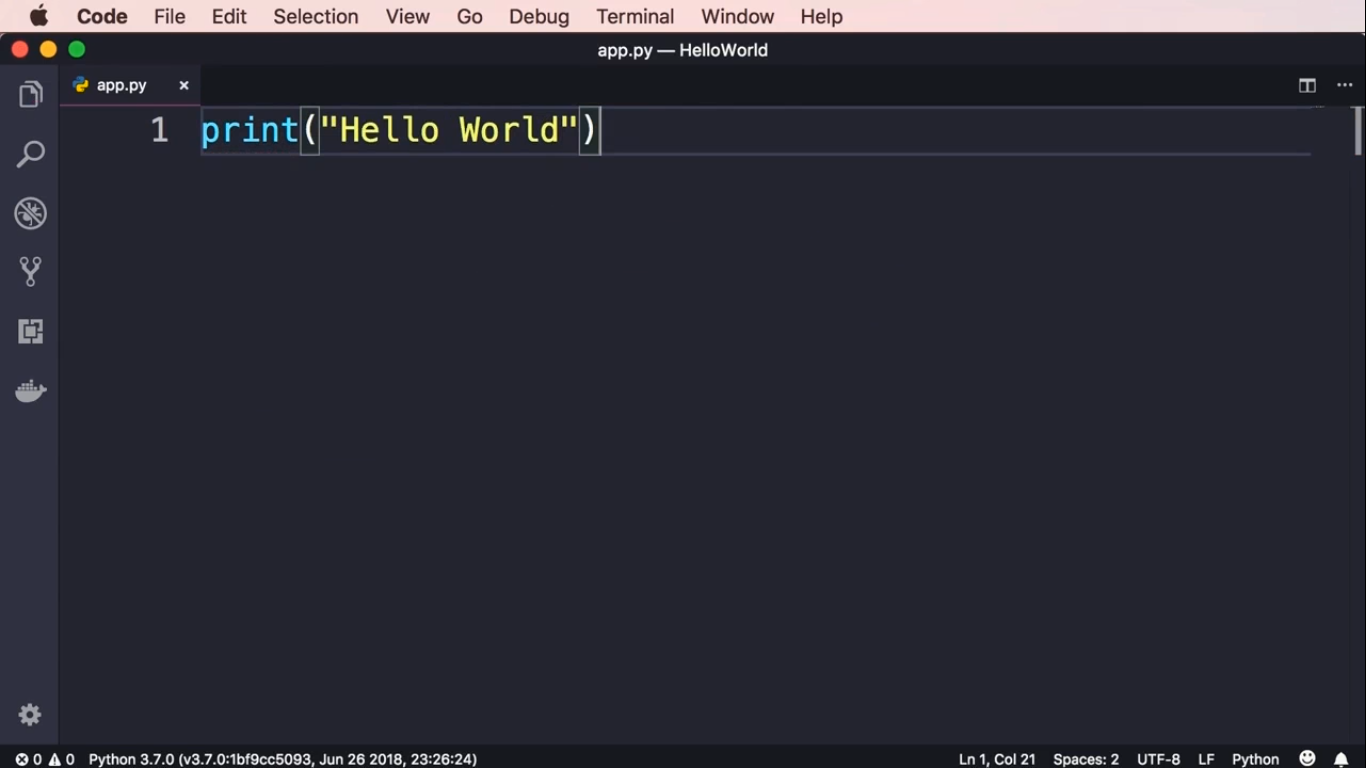 Code File Edit Selection View Go Debug Terminal Window Help
app.py — HelloWorld
app.py ×
1 print("Hello World")
0 0 Python 3.7.0 (v3.7.0:1bf9cc5093, Jun 26 2018, 23:26:24) Ln 1, Col 21 Spaces: 2 UTF-8 LF Python